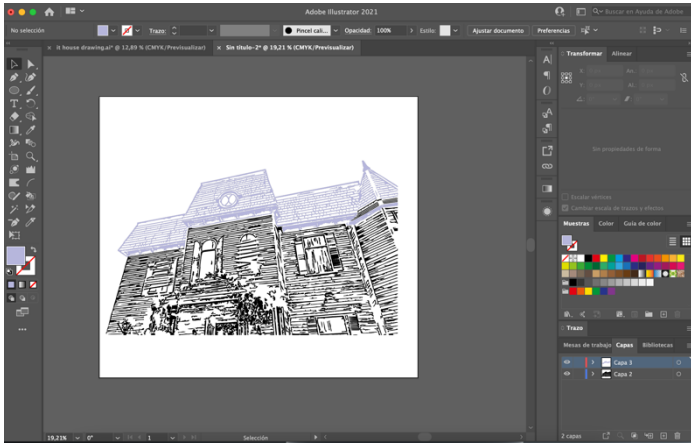 Adobe Illustrator 2021
Buscar en Ayuda de Adobe
No selección
Trazo:
Pincel cali...
Opacidad:
100%
Estilo:
Ajustar documento
Preferencias
× it house drawing.ai* @ 12,89 % (CMYK/Previsualizar)
× Sin título-2* @ 19,21 % (CMYK/Previsualizar)
Transformar
Alinear
X:
Y:
Sin propiedades de forma
Escalar vértices
Cambiar escala de trazos y efectos
Muestras
Color
Guía de color
Trazo
Mesas de trabajo
Capas
Bibliotecas
Capa 3
Capa 2
2 capas
19,21%
0°
1
Selección